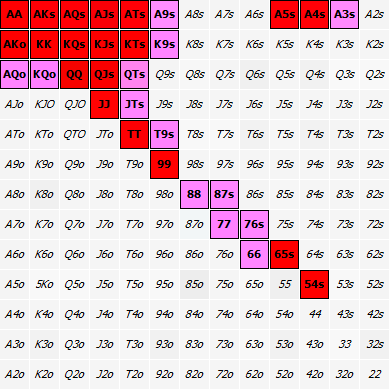 AA AKs AQs AJs ATs A9s A8s A7s A6s A5s A4s A3s A2s
AKo KK KQs KJs KTs K9s K8s K7s K6s K5s K4s K3s K2s
AQo KQo QQ QJs QTs Q9s Q8s Q7s Q6s Q5s Q4s Q3s Q2s
AJo KJO QJO JJ JTs J9s J8s J7s J6s J5s J4s J3s J2s
ATo KTo QTO JTo TT T9s T8s T7s T6s T5s T4s T3s T2s
A9o K9o Q9o J9o T9o 99 98s 97s 96s 95s 94s 93s 92s
A8o K8o Q8o J8o T8o 98o 88 87s 86s 85s 84s 83s 82s
A7o K7o Q7o J7o T7o 97o 87o 77 76s 75s 74s 73s 72s
A6o K6o Q6o J6o T6o 96o 86o 76o 66 65s 64s 63s 62s
A5o 5Ko Q5o J5o T5o 95o 85o 75o 65o 55 54s 53s 52s
A4o K4o Q4o J4o T4o 94o 84o 74o 64o 54o 44 43s 42s
A3o K3o Q3o J3o T3o 93o 83o 73o 63o 53o 43o 33 32s
A2o K2o Q2o J2o T2o 92o 82o 72o 62o 52o 42o 32o 22